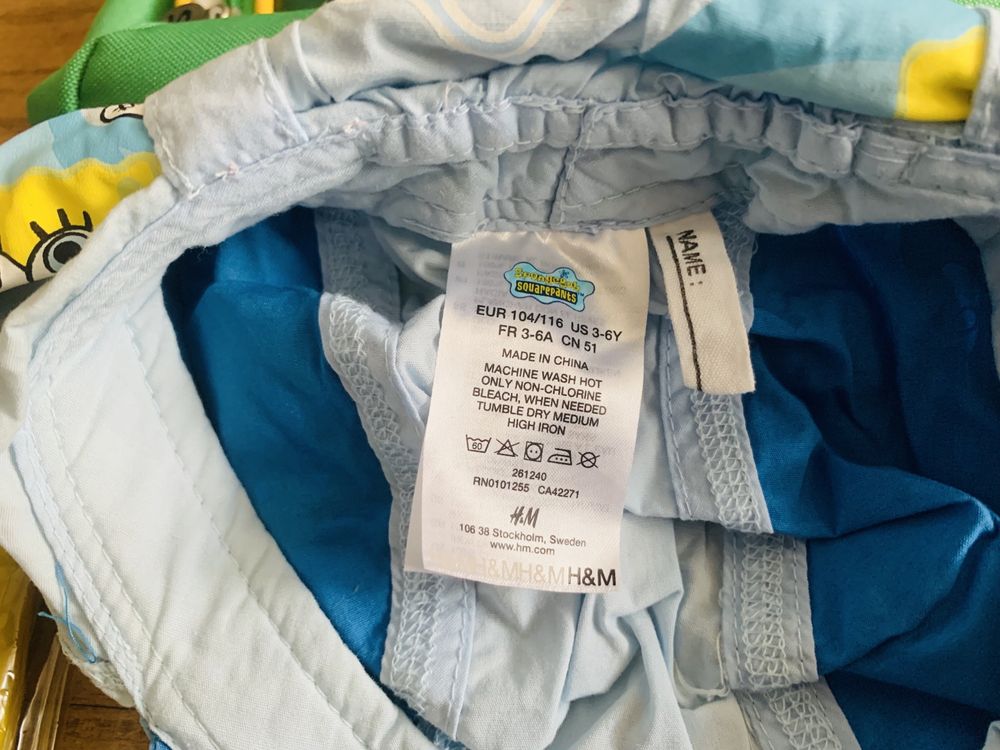 SpongeBob
SQUAREPANTS
EUR 104/116 US 3-6Y
FR 3-6A CN 51
MADE IN CHINA
MACHINE WASH HOT
ONLY NON-CHLORINE
BLEACH, WHEN NEEDED
TUMBLE DRY MEDIUM
HIGH IRON
60
261240
RN0101255 CA42271
H&M
106 38 Stockholm, Sweden
www.hm.com
H&MH&MH&M
NAME: